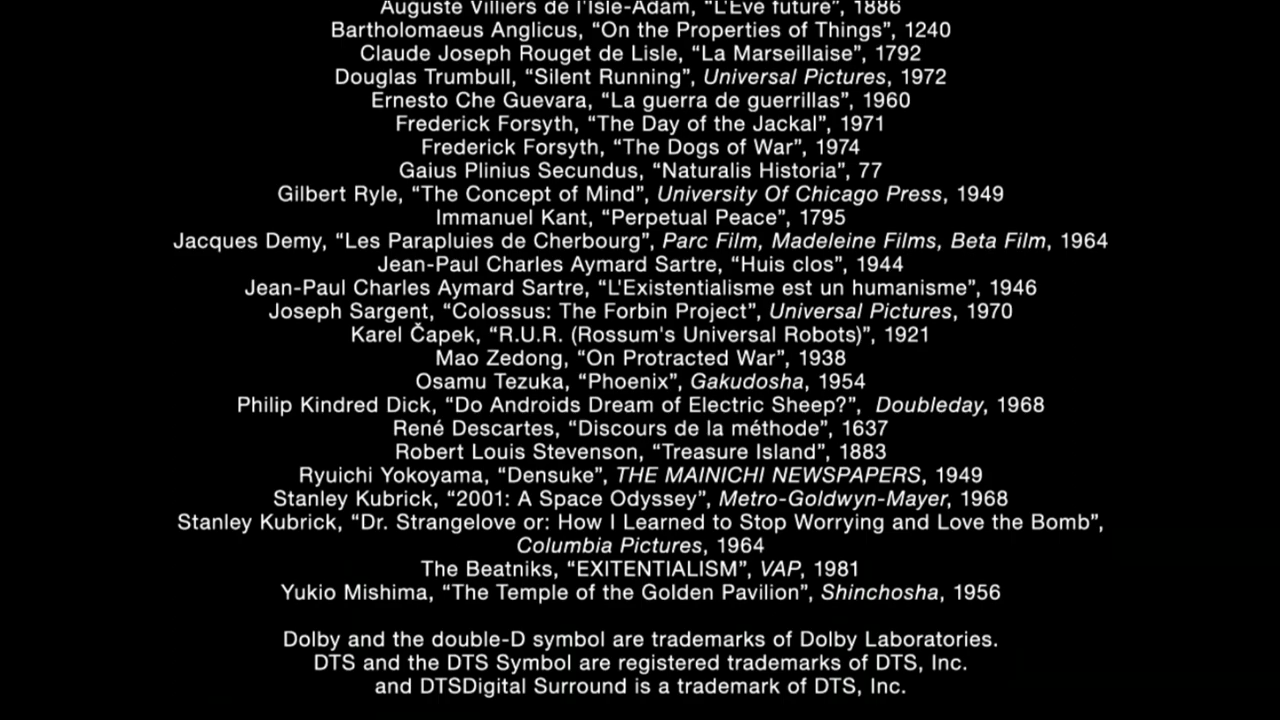 Auguste Villiers de l'Isle-Adam, “L'Ève future”, 1886
Bartholomaeus Anglicus, “On the Properties of Things”, 1240
Claude Joseph Rouget de Lisle, “La Marseillaise”, 1792
Douglas Trumbull, “Silent Running”, Universal Pictures, 1972
Ernesto Che Guevara, “La guerra de guerrillas”, 1960
Frederick Forsyth, “The Day of the Jackal”, 1971
Frederick Forsyth, “The Dogs of War”, 1974
Gaius Plinius Secundus, “Naturalis Historia”, 77
Gilbert Ryle, “The Concept of Mind”, University Of Chicago Press, 1949
Immanuel Kant, “Perpetual Peace”, 1795
Jacques Demy, “Les Parapluies de Cherbourg”, Parc Film, Madeleine Films, Beta Film, 1964
Jean-Paul Charles Aymard Sartre, “Huis clos”, 1944
Jean-Paul Charles Aymard Sartre, “L'Existentialisme est un humanisme”, 1946
Joseph Sargent, “Colossus: The Forbin Project”, Universal Pictures, 1970
Karel Čapek, “R.U.R. (Rossum's Universal Robots)”, 1921
Mao Zedong, “On Protracted War”, 1938
Osamu Tezuka, “Phoenix”, Gakudosha, 1954
Philip Kindred Dick, “Do Androids Dream of Electric Sheep?”, Doubleday, 1968
René Descartes, “Discours de la méthode”, 1637
Robert Louis Stevenson, “Treasure Island”, 1883
Ryuichi Yokoyama, “Densuke”, THE MAINICHI NEWSPAPERS, 1949
Stanley Kubrick, “2001: A Space Odyssey”, Metro-Goldwyn-Mayer, 1968
Stanley Kubrick, “Dr. Strangelove or: How I Learned to Stop Worrying and Love the Bomb”,
Columbia Pictures, 1964
The Beatniks, “EXITENTIALISM”, VAP, 1981
Yukio Mishima, “The Temple of the Golden Pavilion”, Shinchosha, 1956
Dolby and the double-D symbol are trademarks of Dolby Laboratories.
DTS and the DTS Symbol are registered trademarks of DTS, Inc.
and DTSDigital Surround is a trademark of DTS, Inc.